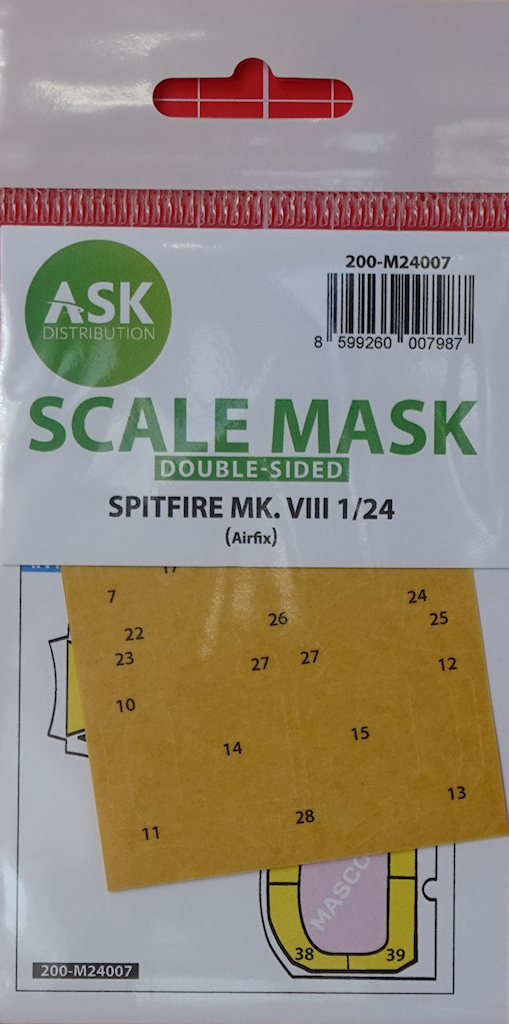 200-M24007
ASK
DISTRIBUTION
8 599260 007987
SCALE MASK
DOUBLE-SIDED
SPITFIRE MK. VIII 1/24
(Airfix)
17
7
24
26
25
22
23
27
27
12
10
15
14
13
28
11
38
39
200-M24007